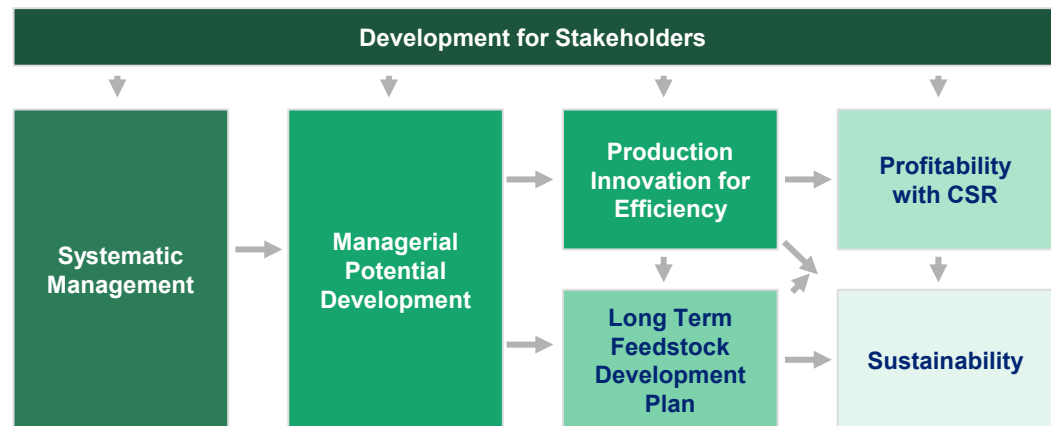 Development for Stakeholders
Systematic
Management
Managerial
Potential
Development
Production
Innovation for
Efficiency
Profitability
with CSR
Long Term
Feedstock
Development
Plan
Sustainability